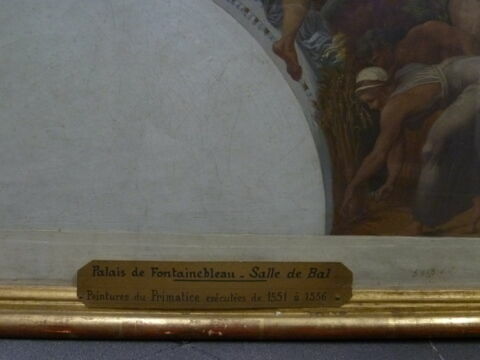 Palais de Fontainebleau - Salle de Bal
Peintures du Primatice exécutées de 1551 à 1556